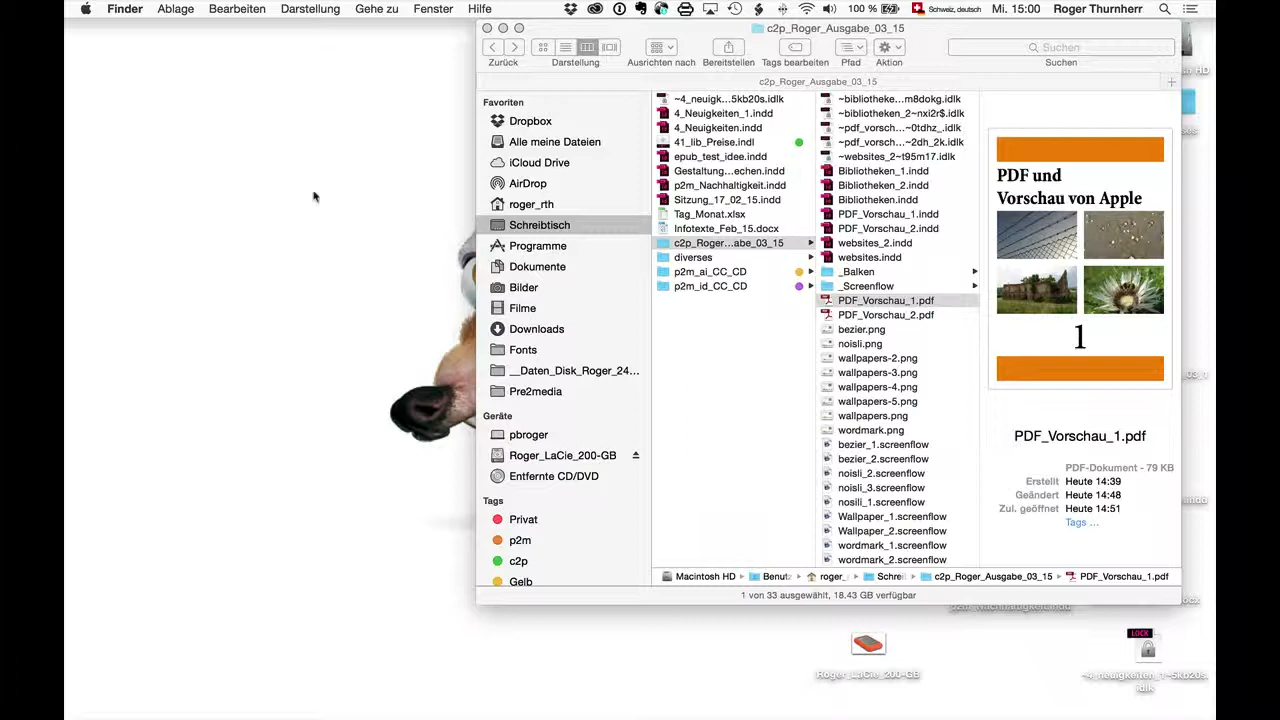 Finder Ablage Bearbeiten Darstellung Gehe zu Fenster Hilfe 100 % Schweiz, deutsch Mi. 15:00 Roger Thurnherr
c2p_Roger_Ausgabe_03_15
Suchen
Zurück Darstellung Ausrichten nach Bereitstellen Tags bearbeiten Pfad Aktion Suchen
c2p_Roger_Ausgabe_03_15
Favoriten
Dropbox
Alle meine Dateien
iCloud Drive
AirDrop
roger_rth
Schreibtisch
Programme
Dokumente
Bilder
Filme
Downloads
Fonts
__Daten_Disk_Roger_24...
Pre2media
Geräte
pbroger
Roger_LaCie_200-GB
Entfernte CD/DVD
Tags
Privat
p2m
c2p
Gelb
~4_neuigk...5kb20s.idlk
4_Neuigkeiten_1.indd
4_Neuigkeiten.indd
41_lib_Preise.indl
epub_test_idee.indd
Gestaltung...echen.indd
p2m_Nachhaltigkeit.indd
Sitzung_17_02_15.indd
Tag_Monat.xlsx
Infotexte_Feb_15.docx
c2p_Roger...abe_03_15
diverses
p2m_ai_CC_CD
p2m_id_CC_CD
~bibliotheke...m8dokg.idlk
~bibliotheken_2~nxi2r$.idlk
~pdf_vorsch...~0tdhz_.idlk
~pdf_vorsch...~2dh_2k.idlk
~websites_2~t95m17.idlk
Bibliotheken_1.indd
Bibliotheken_2.indd
Bibliotheken.indd
PDF_Vorschau_1.indd
PDF_Vorschau_2.indd
websites_2.indd
websites.indd
_Balken
_Screenflow
PDF_Vorschau_1.pdf
PDF_Vorschau_2.pdf
bezier.png
noisli.png
wallpapers-2.png
wallpapers-3.png
wallpapers-4.png
wallpapers-5.png
wallpapers.png
wordmark.png
bezier_1.screenflow
bezier_2.screenflow
noisli_2.screenflow
noisli_3.screenflow
nosili_1.screenflow
Wallpaper_1.screenflow
Wallpaper_2.screenflow
wordmark_1.screenflow
wordmark_2.screenflow
PDF und
Vorschau von Apple
1
PDF_Vorschau_1.pdf
PDF-Dokument - 79 KB
Erstellt Heute 14:39
Geändert Heute 14:48
Zul. geöffnet Heute 14:51
Tags ...
Macintosh HD Benut roger_ Schrei c2p_Roger_Ausgabe_03_15 PDF_Vorschau_1.pdf
1 von 33 ausgewählt, 18.43 GB verfügbar
p2m_Nachhaltigkeit.indd
LOCK
Roger_LaCie_200-GB
~4_neuigkeiten_1~5kb20s.
idlk